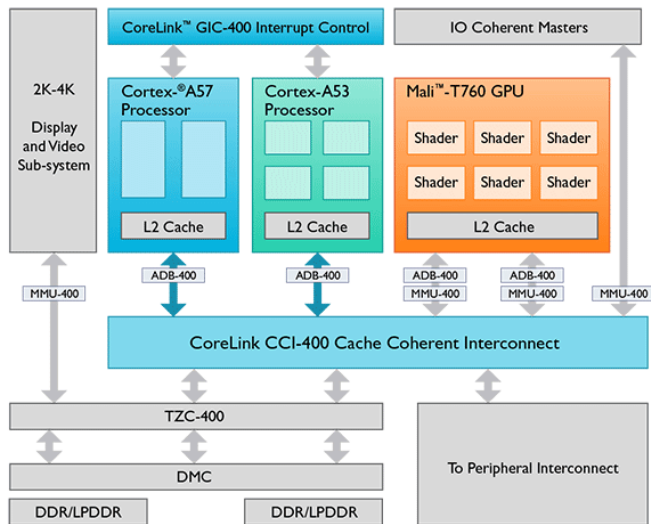 CoreLink™ GIC-400 Interrupt Control
IO Coherent Masters
2K-4K
Display
and Video
Sub-system
Cortex-®A57
Processor
L2 Cache
Cortex-A53
Processor
L2 Cache
Mali™-T760 GPU
Shader
Shader
Shader
Shader
Shader
Shader
L2 Cache
MMU-400
ADB-400
ADB-400
ADB-400
MMU-400
ADB-400
MMU-400
MMU-400
CoreLink CCI-400 Cache Coherent Interconnect
TZC-400
DMC
DDR/LPDDR
DDR/LPDDR
To Peripheral Interconnect